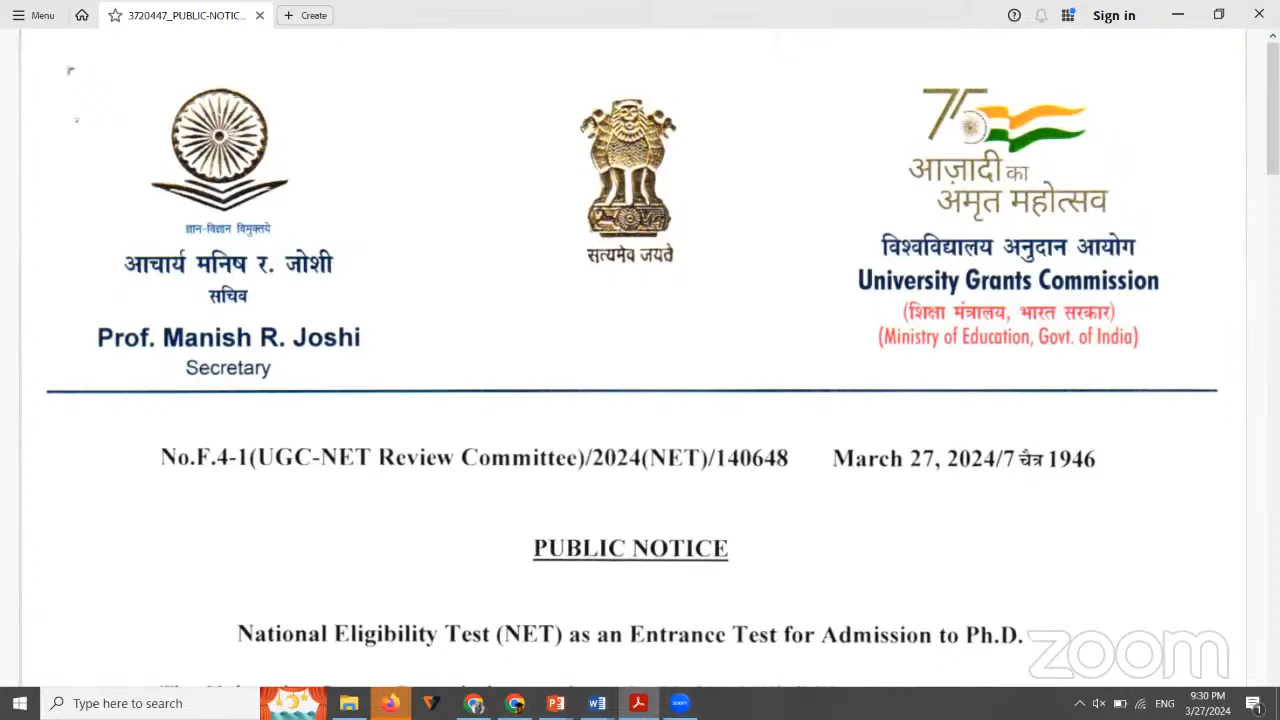 Menu
3720447_PUBLIC-NOTIC...
Create
Sign in
ज्ञान-विज्ञान विमुक्तये
आचार्य मनिष र. जोशी
सचिव
Prof. Manish R. Joshi
Secretary
सत्यमेव जयते
75
आज़ादी का
अमृत महोत्सव
विश्वविद्यालय अनुदान आयोग
University Grants Commission
(शिक्षा मंत्रालय, भारत सरकार)
(Ministry of Education, Govt. of India)
No.F.4-1(UGC-NET Review Committee)/2024(NET)/140648 March 27, 2024/7 चैत्र 1946
PUBLIC NOTICE
National Eligibility Test (NET) as an Entrance Test for Admission to Ph.D.
zoom
Type here to search
zoom
ENG
9:30 PM
3/27/2024
1